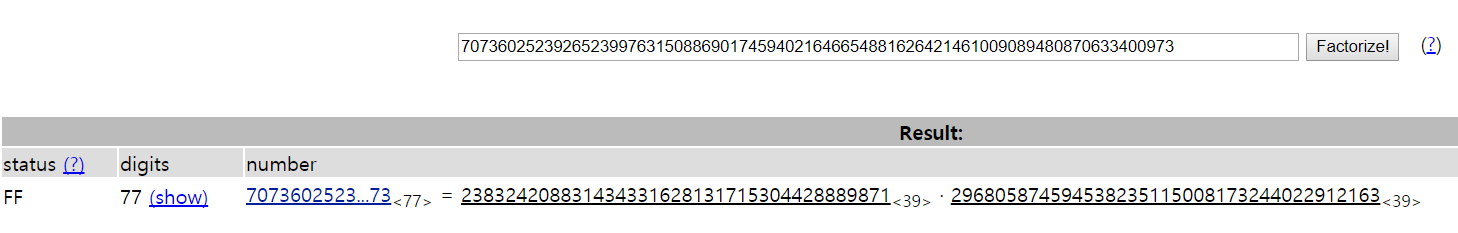 70736025239265239976315088690174594021646654881626421461009089480870633400973 Factorize! (?)
Result:
status (?) digits number
FF 77 (show) 7073602523...73<77> = 238324208831434331628131715304428889871<39> · 296805874594538235115008173244022912163<39>